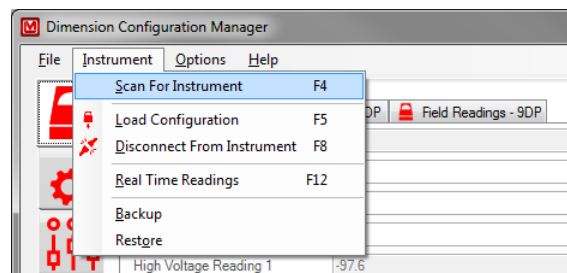 Dimension Configuration Manager
File Instrument Options Help
Scan For Instrument F4
DP Field Readings - 9DP
Load Configuration F5
Disconnect From Instrument F8
Real Time Readings F12
Backup
Restore
High Voltage Reading 1 -97.6